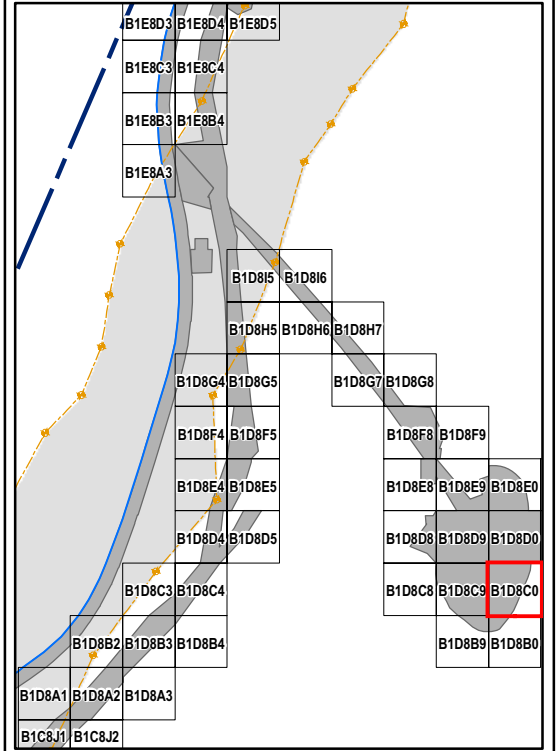 B1E8D3 B1E8D4 B1E8D5
B1E8C3 B1E8C4
B1E8B3 B1E8B4
B1E8A3
B1D8I5 B1D8I6
B1D8H5 B1D8H6 B1D8H7
B1D8G4 B1D8G5 B1D8G7 B1D8G8
B1D8F4 B1D8F5 B1D8F8 B1D8F9
B1D8E4 B1D8E5 B1D8E8 B1D8E9 B1D8E0
B1D8D4 B1D8D5 B1D8D8 B1D8D9 B1D8D0
B1D8C3 B1D8C4 B1D8C8 B1D8C9 B1D8C0
B1D8B2 B1D8B3 B1D8B4 B1D8B9 B1D8B0
B1D8A1 B1D8A2 B1D8A3
B1C8J1 B1C8J2